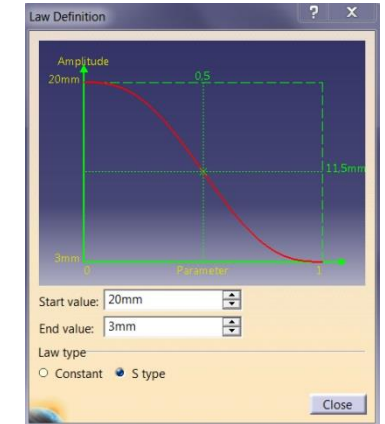 Law Definition
? X
Amplitude
20mm
0,5
11,5mm
3mm
0
Parameter
1
Start value: 20mm
End value: 3mm
Law type
Constant S type
Close